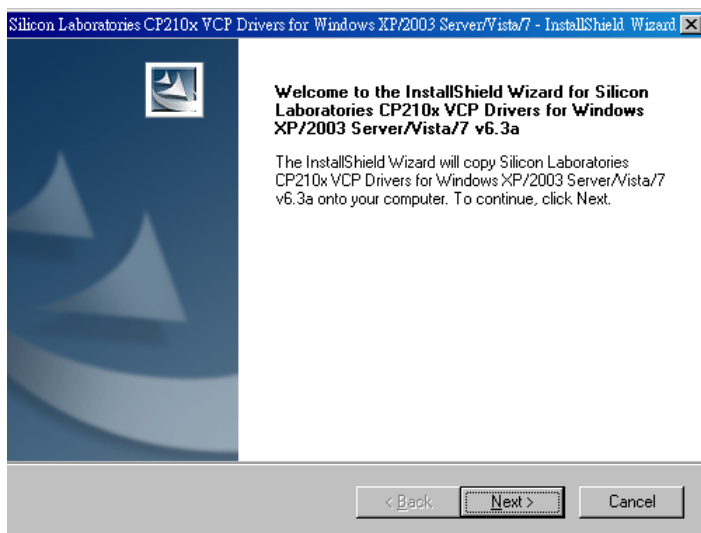 Silicon Laboratories CP210x VCP Drivers for Windows XP/2003 Server/Vista/7 - InstallShield Wizard
Welcome to the InstallShield Wizard for Silicon
Laboratories CP210x VCP Drivers for Windows
XP/2003 Server/Vista/7 v6.3a
The InstallShield Wizard will copy Silicon Laboratories
CP210x VCP Drivers for Windows XP/2003 Server/Vista/7
v6.3a onto your computer. To continue, click Next.
< Back
Next >
Cancel